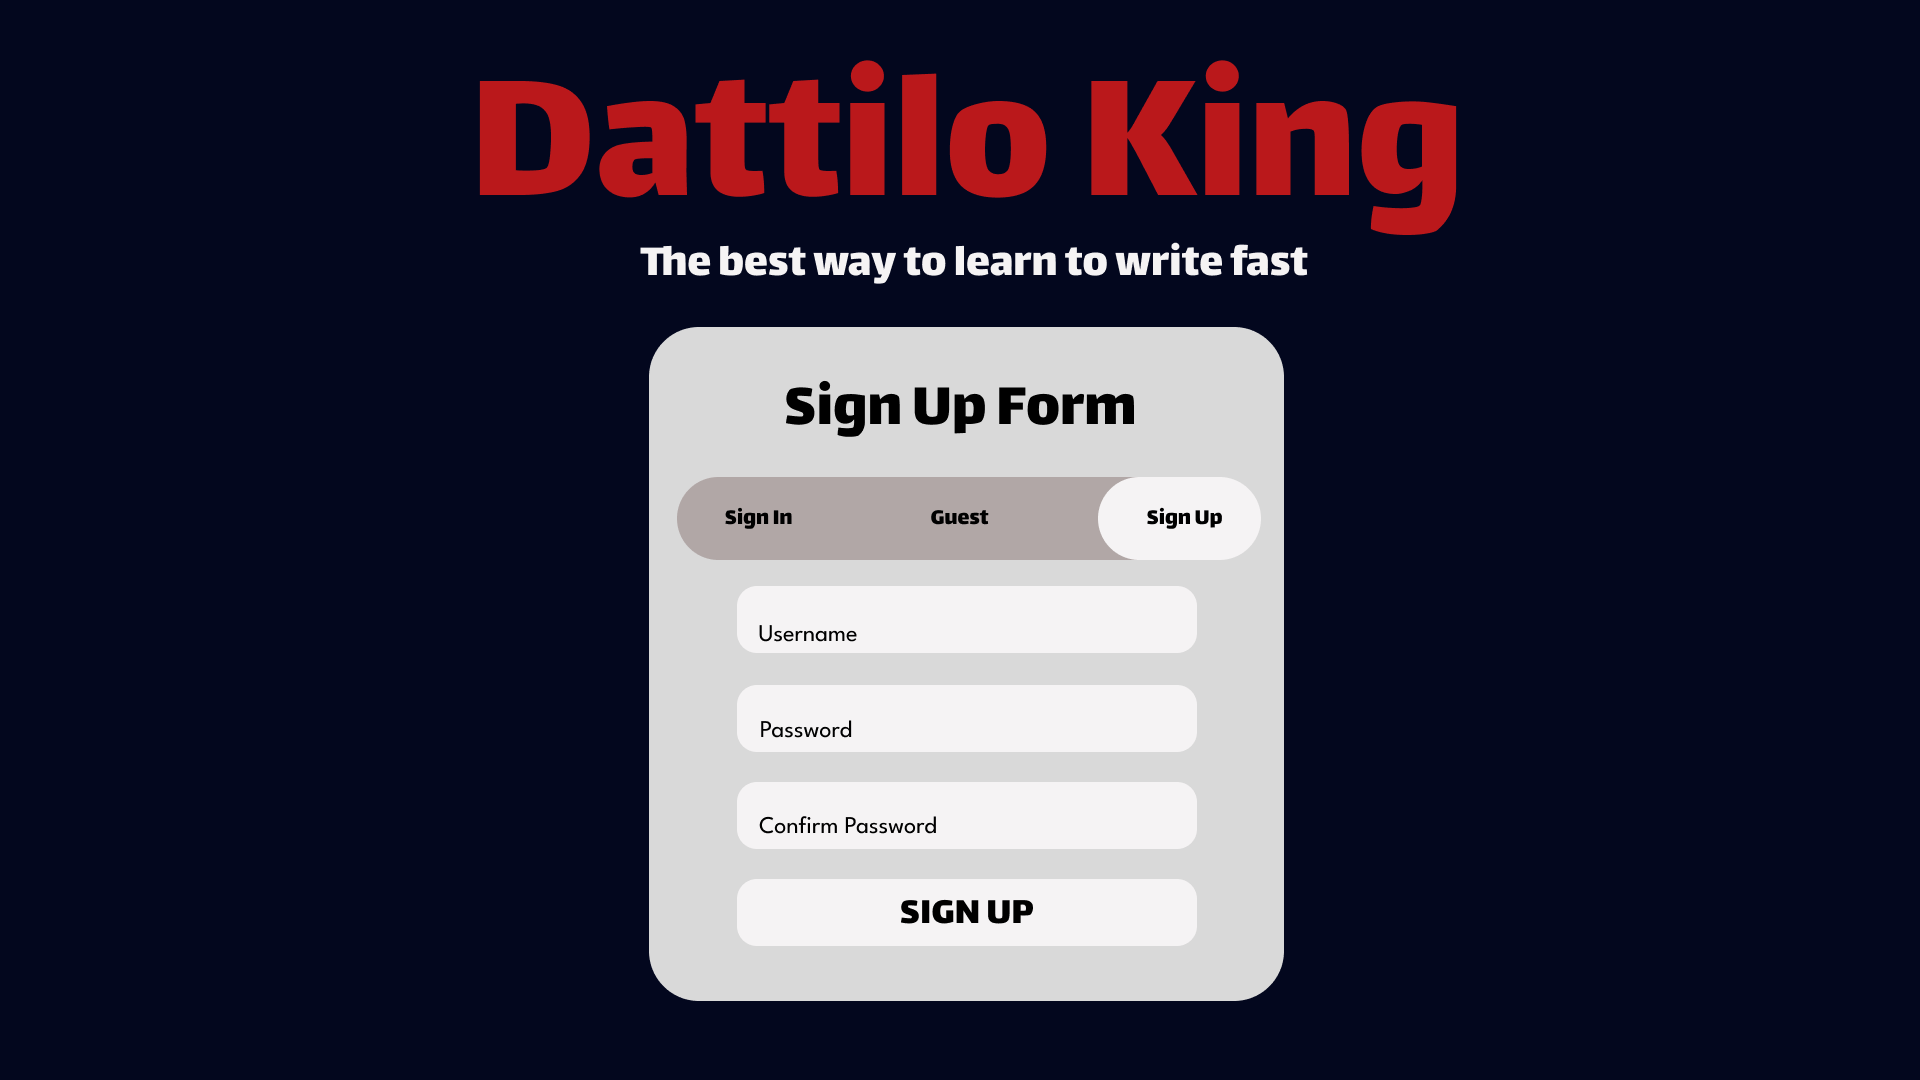 Dattilo King
The best way to learn to write fast
Sign Up Form
Sign In Guest Sign Up
Username
Password
Confirm Password
SIGN UP